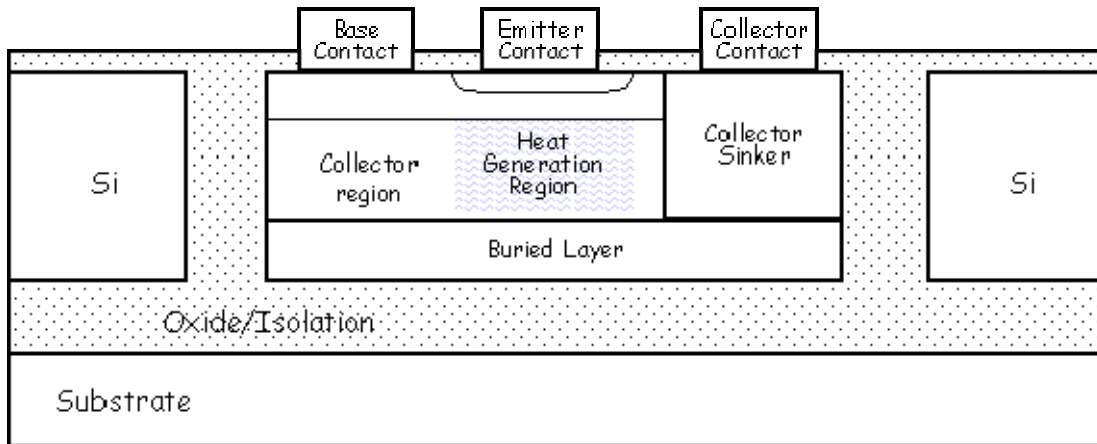 Base
Contact
Emitter
Contact
Collector
Contact
Si
Collector
region
Heat
Generation
Region
Collector
Sinker
Si
Buried Layer
Oxide/Isolation
Substrate